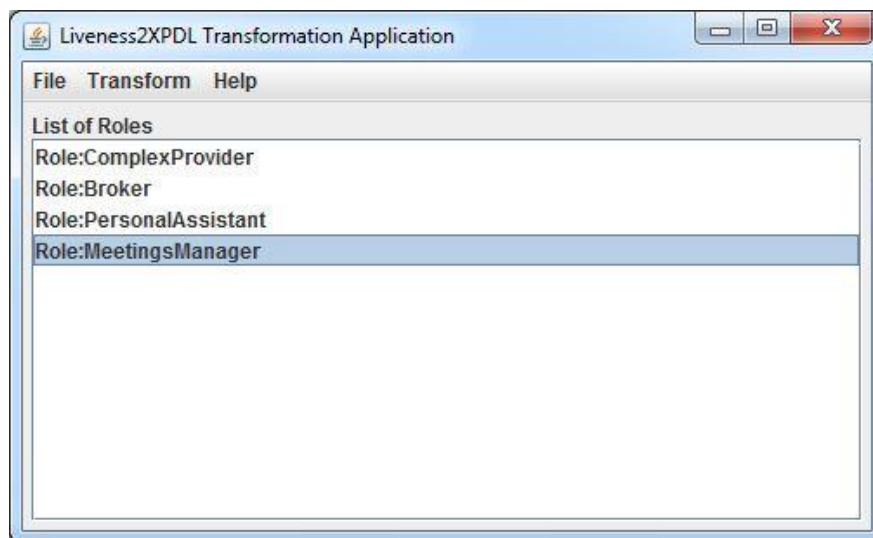 Liveness2XPDL Transformation Application
File Transform Help
List of Roles
Role:ComplexProvider
Role:Broker
Role:PersonalAssistant
Role:MeetingsManager